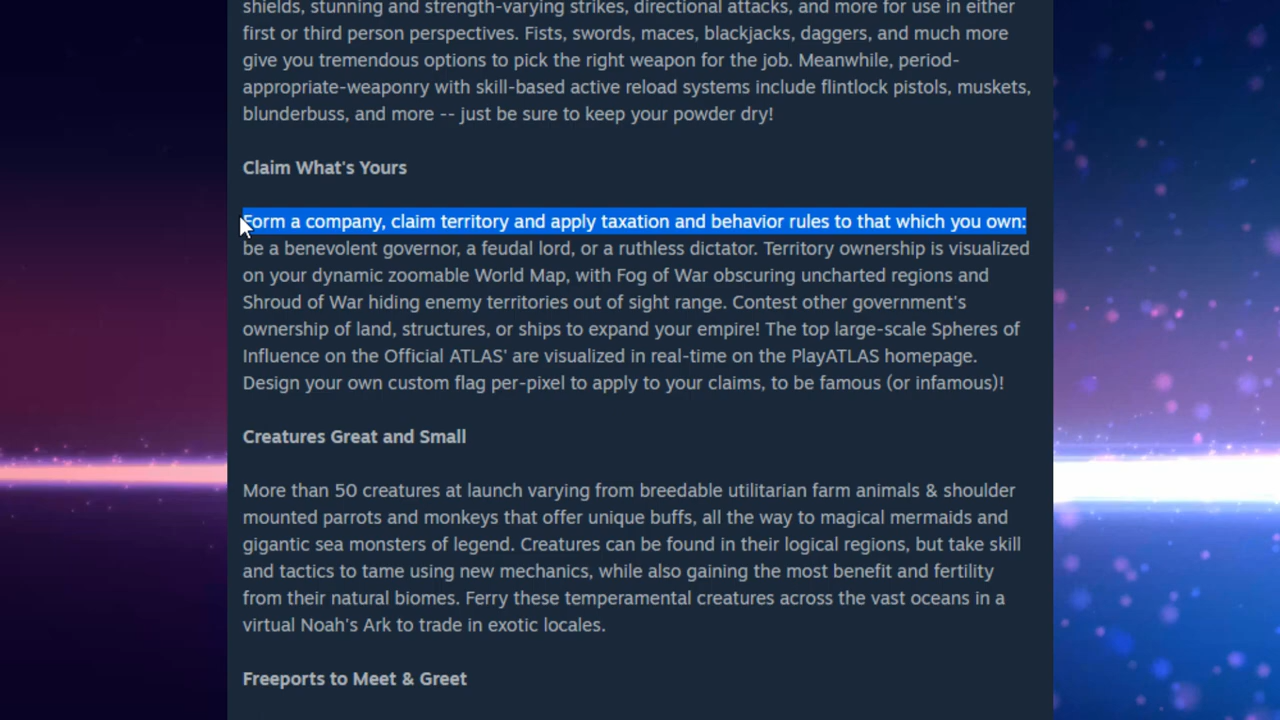 shields, stunning and strength-varying strikes, directional attacks, and more for use in either
first or third person perspectives. Fists, swords, maces, blackjacks, daggers, and much more
give you tremendous options to pick the right weapon for the job. Meanwhile, period-
appropriate-weaponry with skill-based active reload systems include flintlock pistols, muskets,
blunderbuss, and more -- just be sure to keep your powder dry!
Claim What's Yours
Form a company, claim territory and apply taxation and behavior rules to that which you own:
be a benevolent governor, a feudal lord, or a ruthless dictator. Territory ownership is visualized
on your dynamic zoomable World Map, with Fog of War obscuring uncharted regions and
Shroud of War hiding enemy territories out of sight range. Contest other government's
ownership of land, structures, or ships to expand your empire! The top large-scale Spheres of
Influence on the Official ATLAS' are visualized in real-time on the PlayATLAS homepage.
Design your own custom flag per-pixel to apply to your claims, to be famous (or infamous)!
Creatures Great and Small
More than 50 creatures at launch varying from breedable utilitarian farm animals & shoulder
mounted parrots and monkeys that offer unique buffs, all the way to magical mermaids and
gigantic sea monsters of legend. Creatures can be found in their logical regions, but take skill
and tactics to tame using new mechanics, while also gaining the most benefit and fertility
from their natural biomes. Ferry these temperamental creatures across the vast oceans in a
virtual Noah's Ark to trade in exotic locales.
Freeports to Meet & Greet